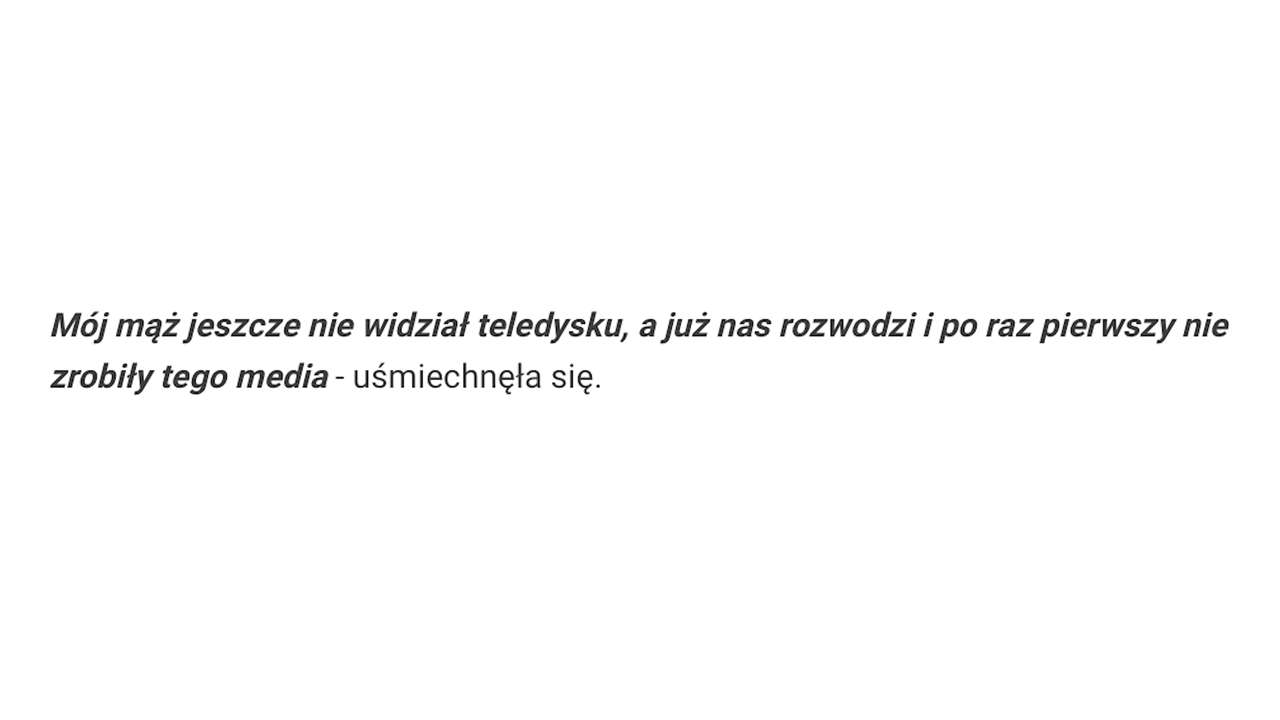 Mój mąż jeszcze nie widział teledysku, a już nas rozwodzi i po raz pierwszy nie
zrobiły tego media - uśmiechnęła się.